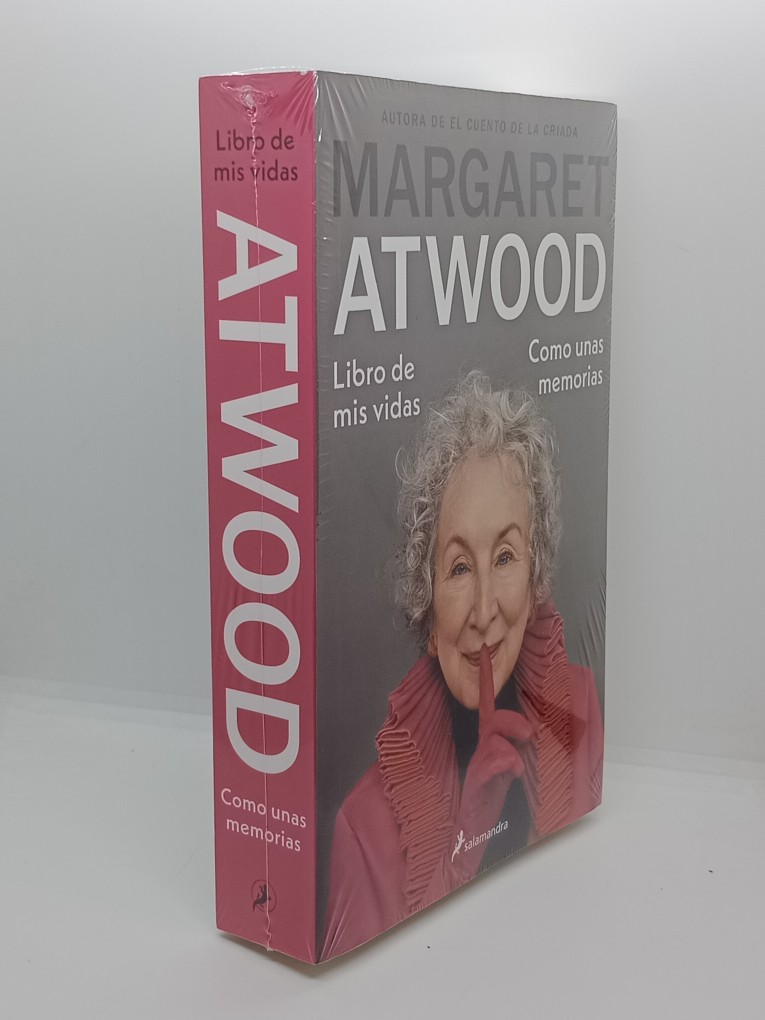 Libro de
mis vidas
ATWOOD
Como unas
memorias
AUTORA DE EL CUENTO DE LA CRIADA
MARGARET
ATWOOD
Libro de
mis vidas
Como unas
memorias
salamandra